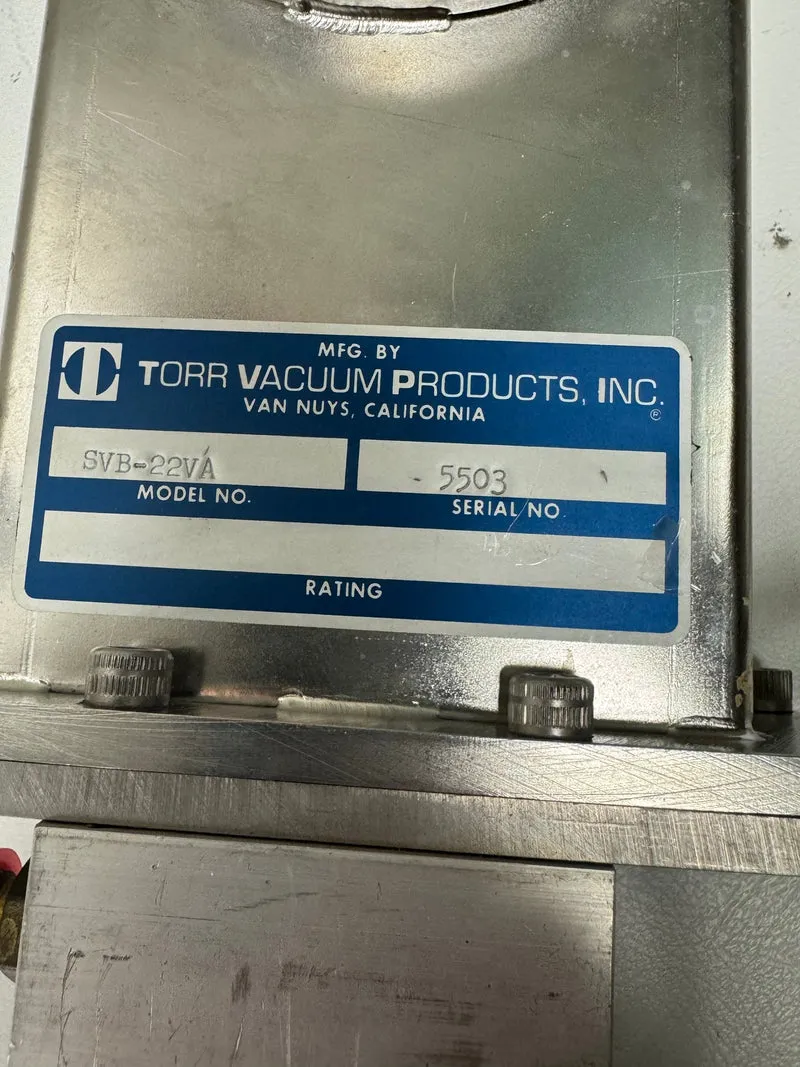 MFG. BY
TORR VACUUM PRODUCTS, INC.
VAN NUYS, CALIFORNIA
®
SVB-22VA
5503
MODEL NO.
SERIAL NO
RATING